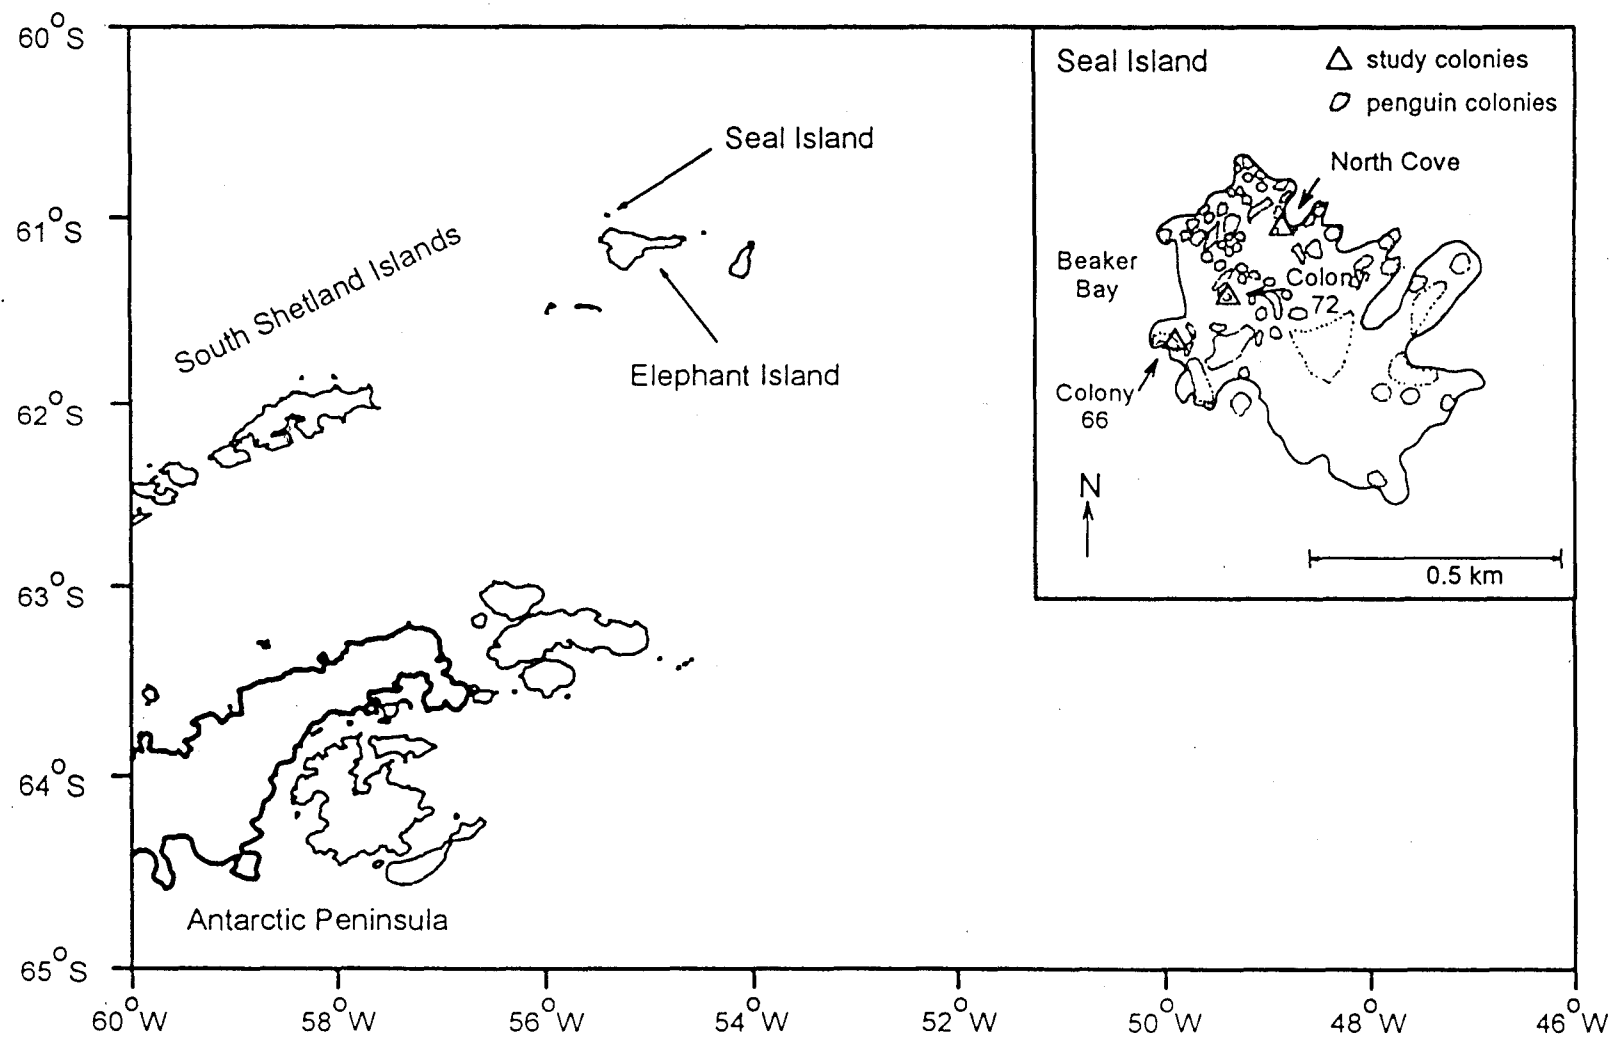 60°S
61°S
62°S
63°S
64°S
65°S
60°W
58°W
56°W
54°W
52°W
50°W
48°W
46°W
Seal Island
South Shetland Islands
Elephant Island
Antarctic Peninsula
Seal Island
study colonies
penguin colonies
North Cove
Beaker
Bay
Colony
72
Colony
66
N
0.5 km